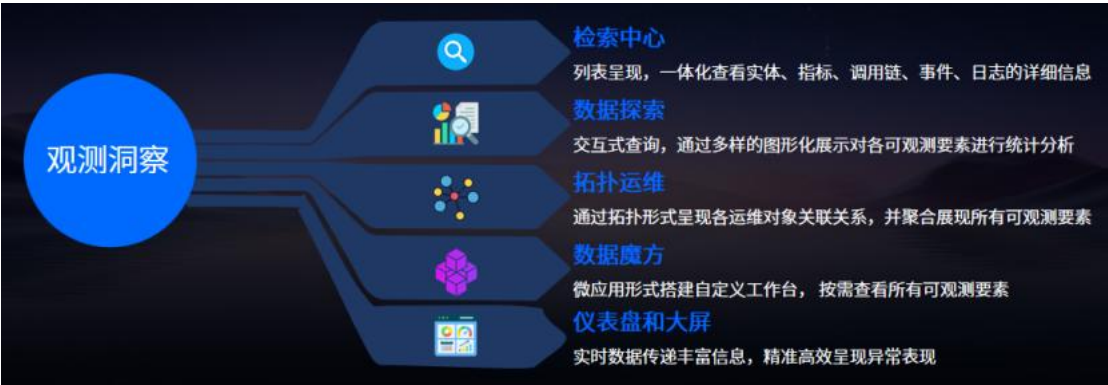 观测洞察
检索中心
列表呈现，一体化查看实体、指标、调用链、事件、日志的详细信息
数据探索
交互式查询，通过多样的图形化展示对各可观测要素进行统计分析
拓扑运维
通过拓扑形式呈现各运维对象关联关系，并聚合展现所有可观测要素
数据魔方
微应用形式搭建自定义工作台， 按需查看所有可观测要素
仪表盘和大屏
实时数据传递丰富信息，精准高效呈现异常表现